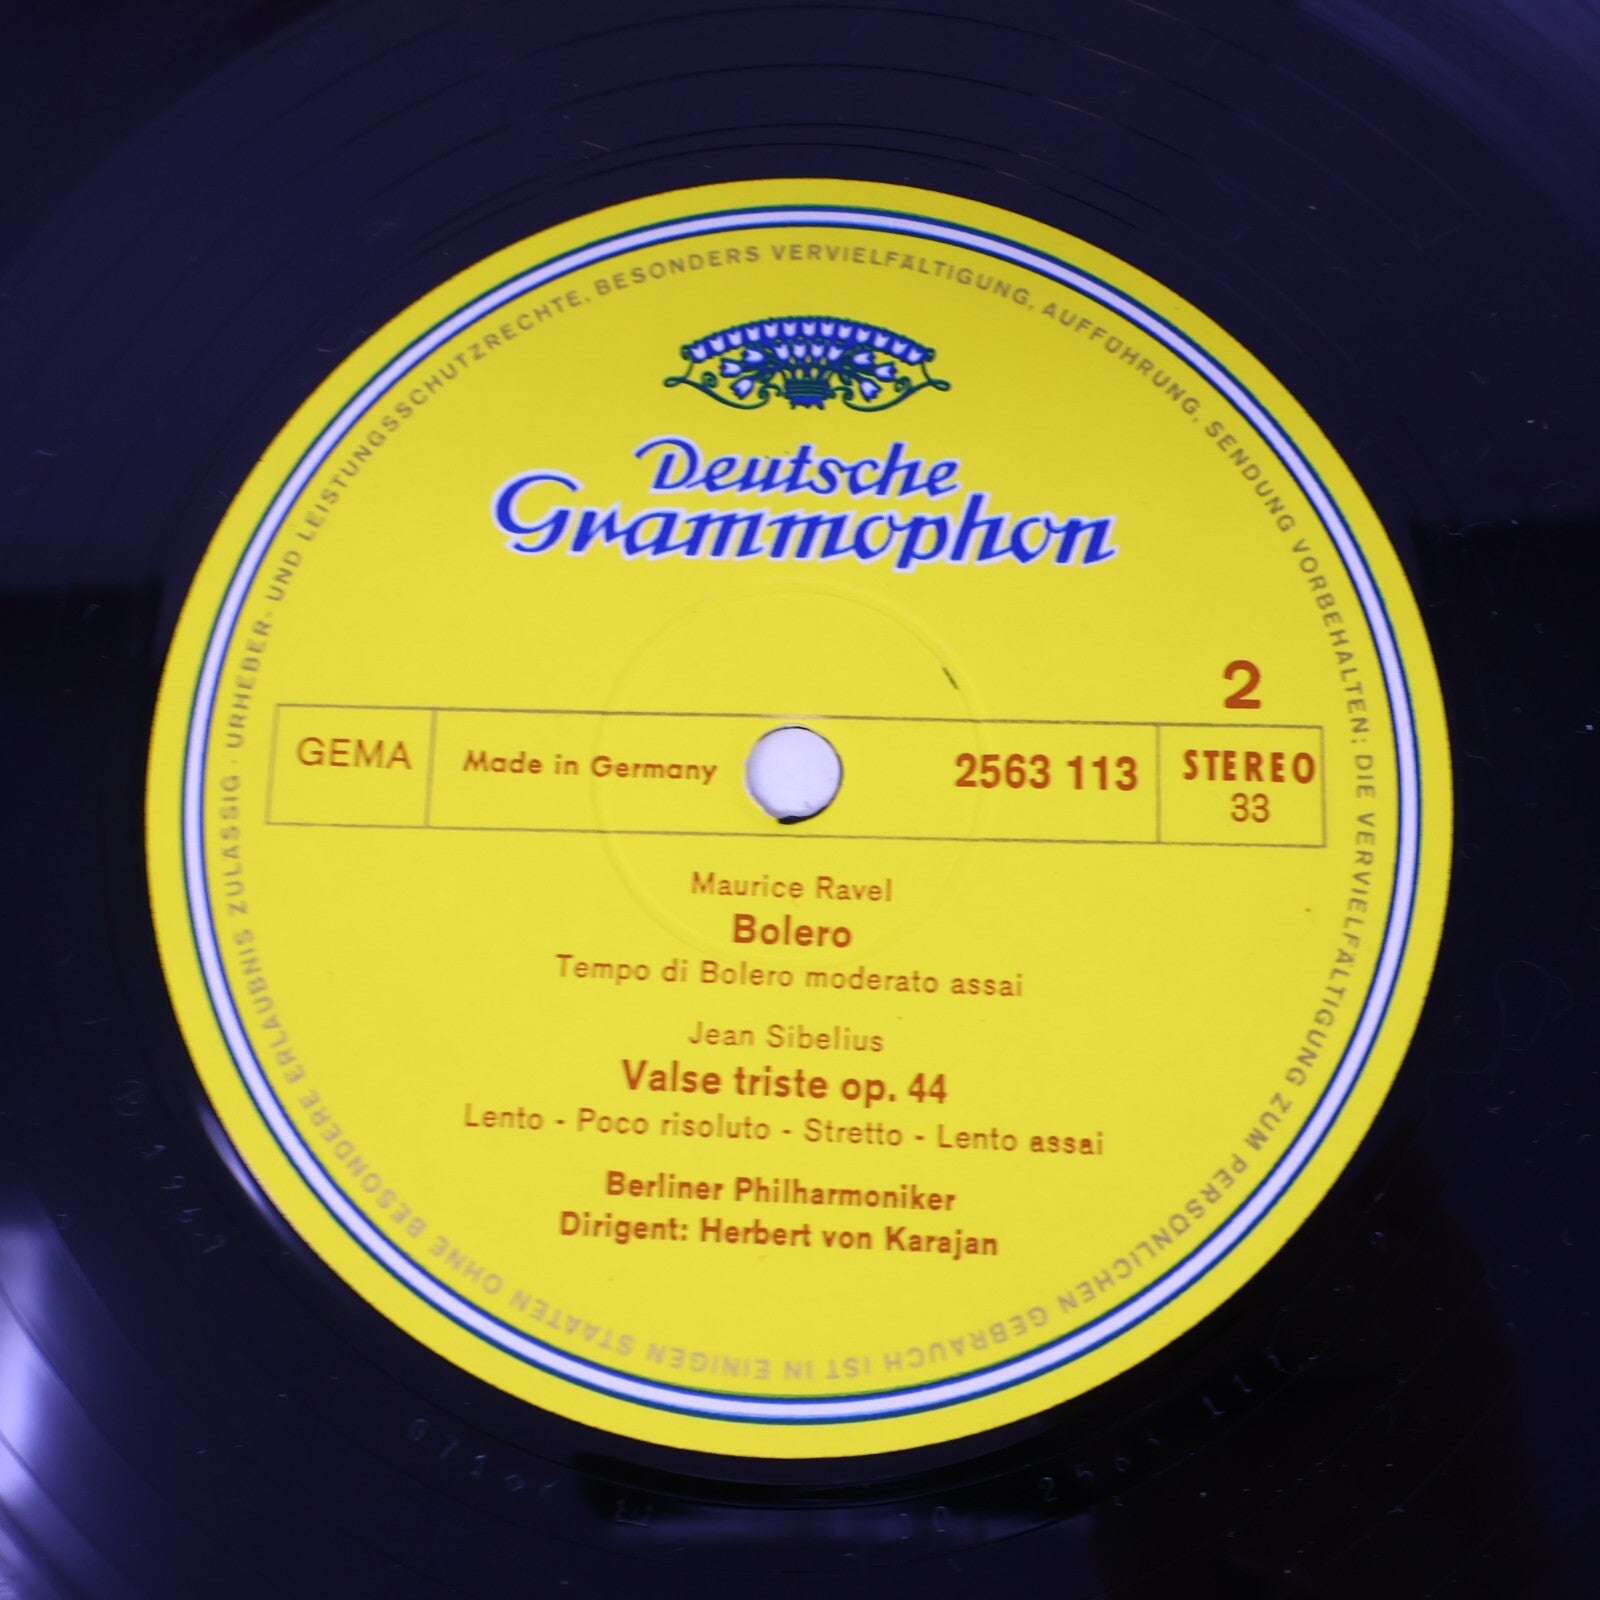 URHEBER- UND LEISTUNGSSCHUTZRECHTE, BESONDERS VERVIELFÄLTIGUNG, AUFFÜHRUNG, SENDUNG VORBEHALTEN; DIE VERVIELFÄLTIGUNG ZUM PERSÖNLICHEN GEBRAUCH IST IN EINIGEN STAATEN OHNE BESONDERE ERLAUBNIS ZULÄSSIG ·
Deutsche
Grammophon
2
GEMA Made in Germany 2563 113 STEREO
33
Maurice Ravel
Bolero
Tempo di Bolero moderato assai
Jean Sibelius
Valse triste op. 44
Lento - Poco risoluto - Stretto - Lento assai
Berliner Philharmoniker
Dirigent: Herbert von Karajan